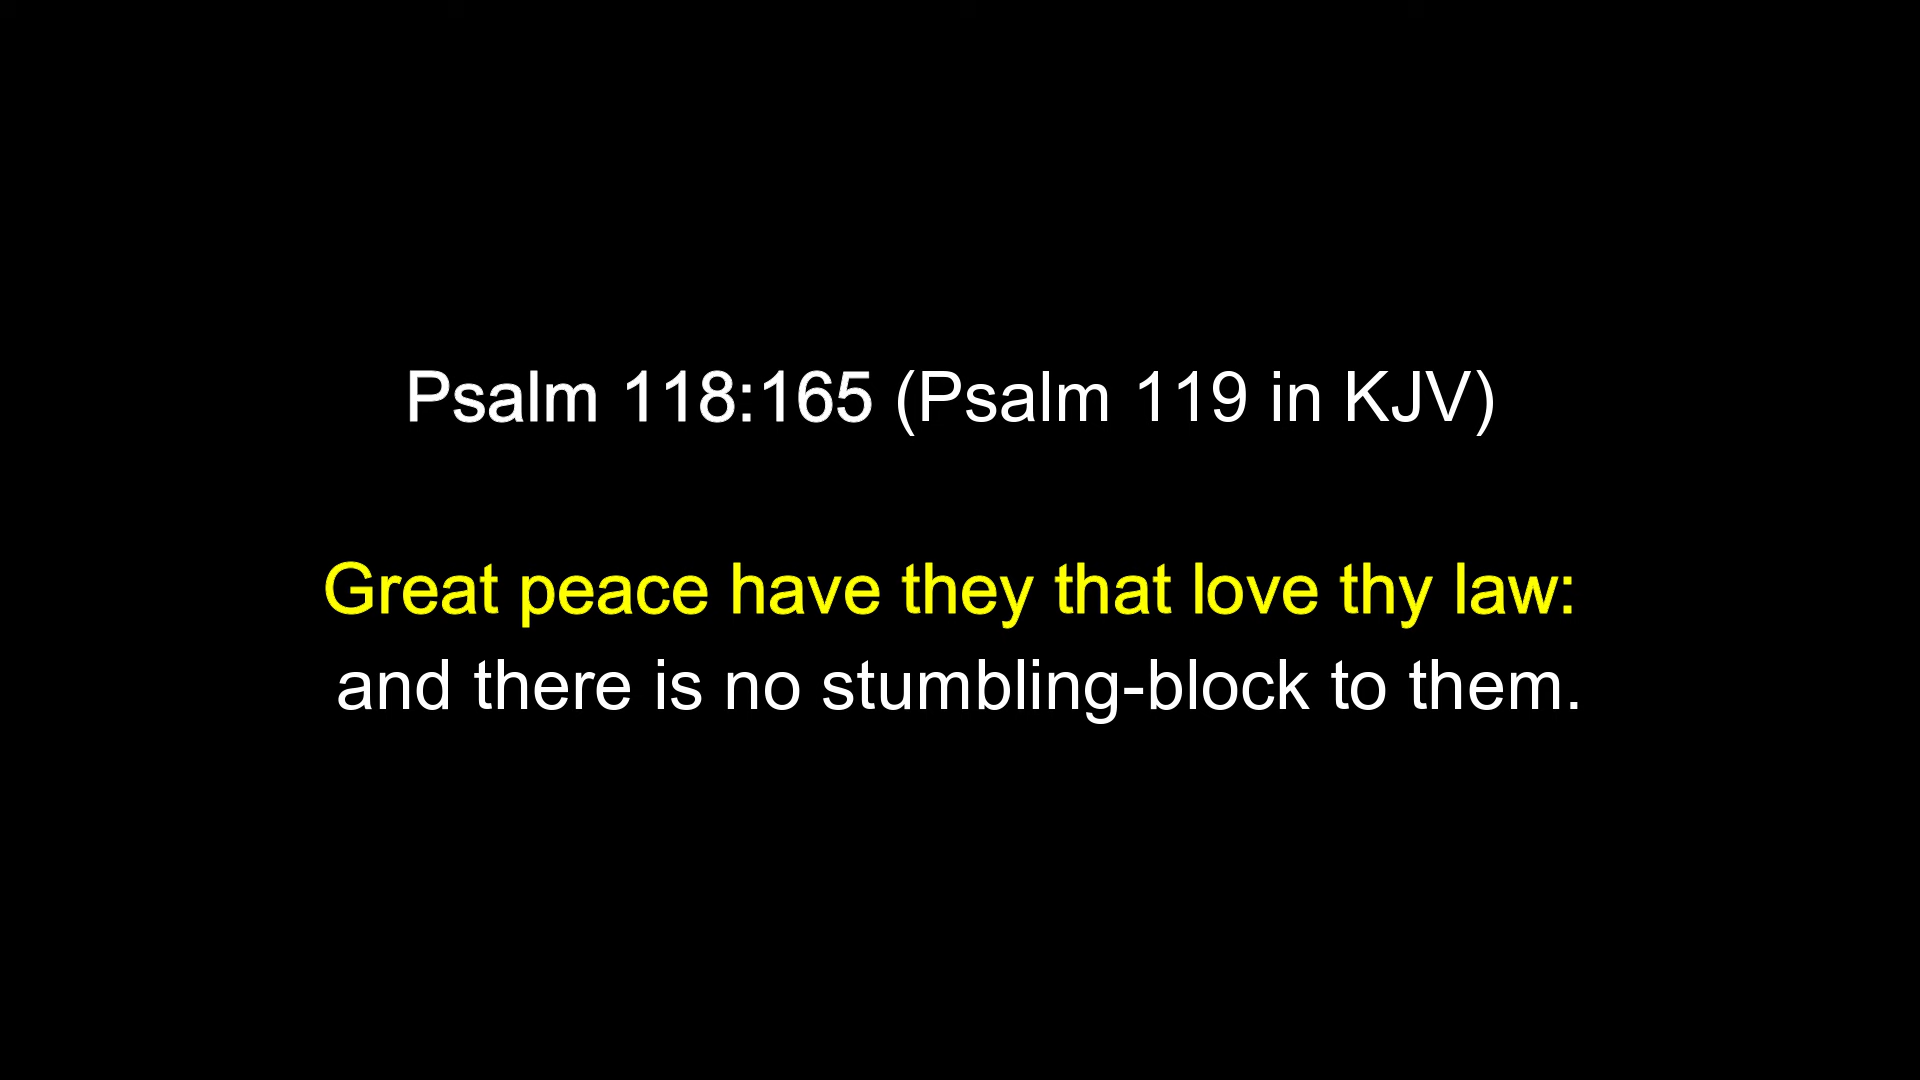 Psalm 118:165 (Psalm 119 in KJV)
Great peace have they that love thy law:
and there is no stumbling-block to them.